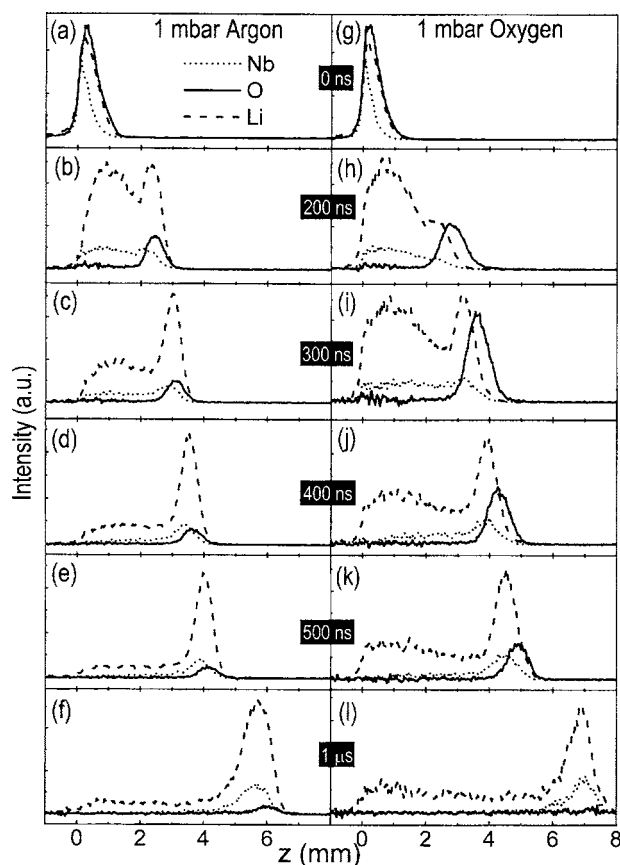 (a) 1 mbar Argon
Nb
O
Li
(g) 1 mbar Oxygen
0 ns
(b)
(h)
200 ns
(c)
(i)
300 ns
(d)
(j)
400 ns
(e)
(k)
500 ns
(f)
(l)
1 µs
Intensity (a.u.)
0 2 4 6 0 2 4 6 8
z (mm)